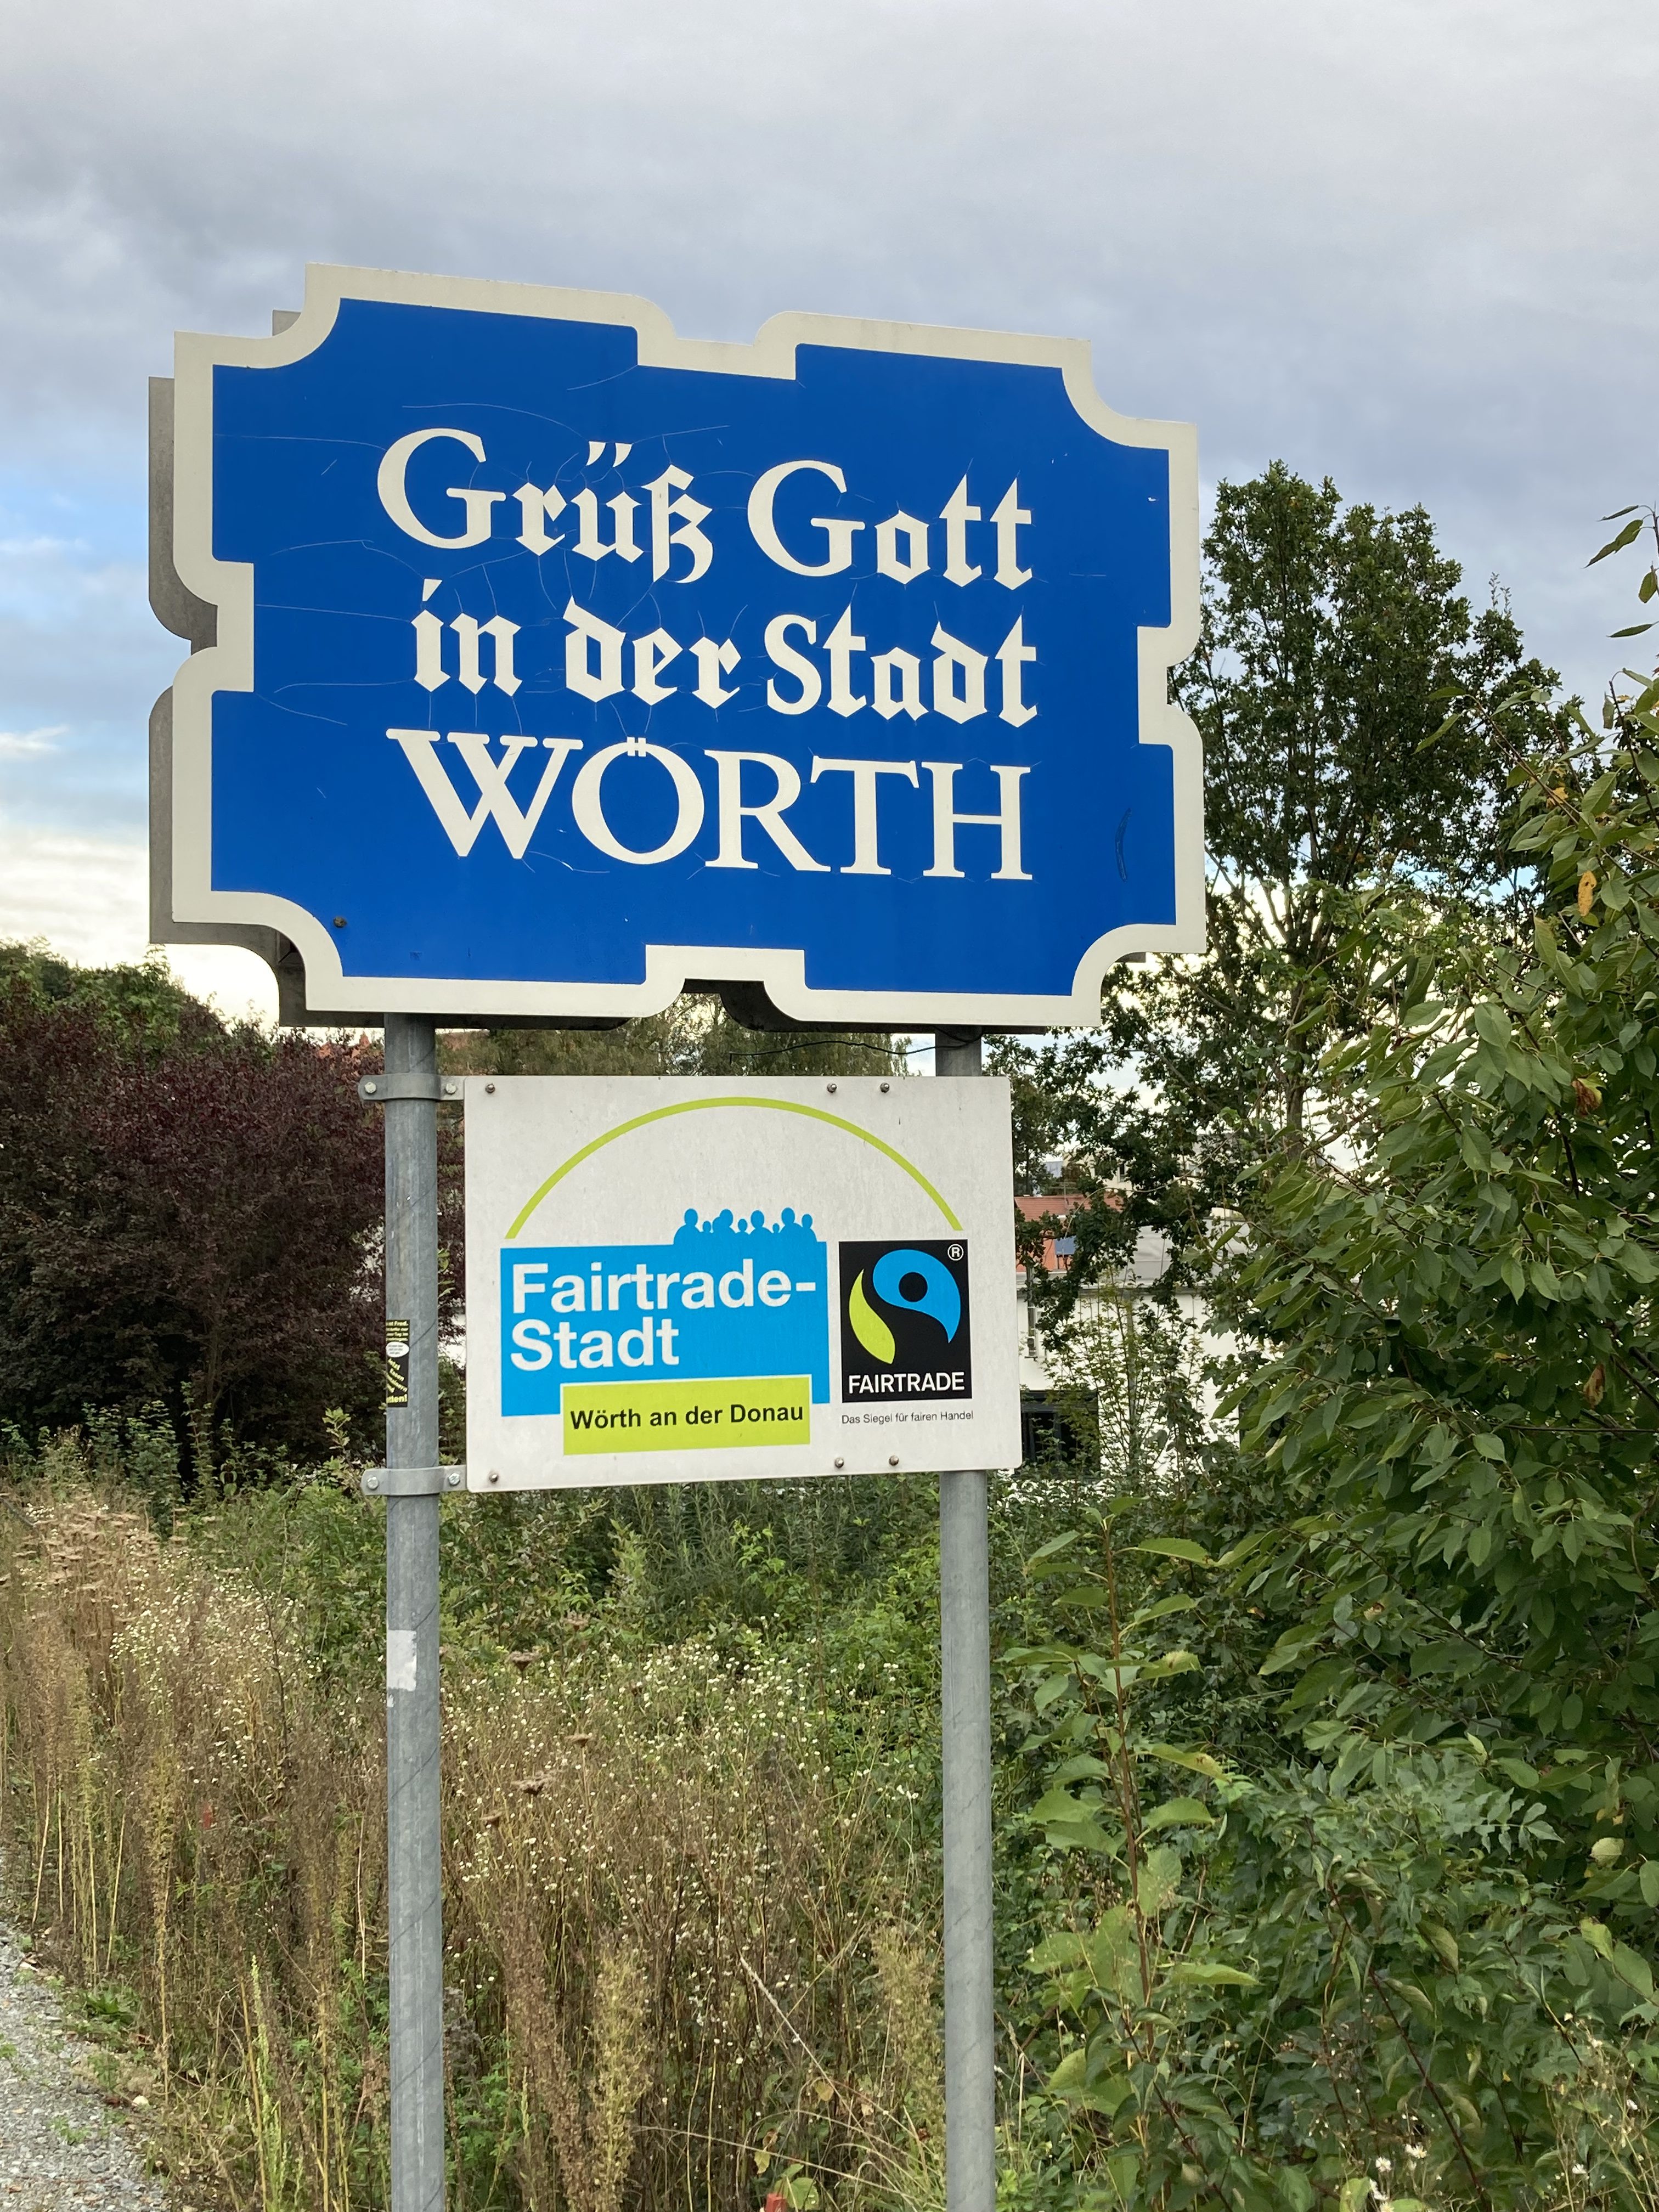 Grüß Gott
in der Stadt
WÖRTH
Fairtrade-
Stadt
Wörth an der Donau
®
FAIRTRADE
Das Siegel für fairen Handel